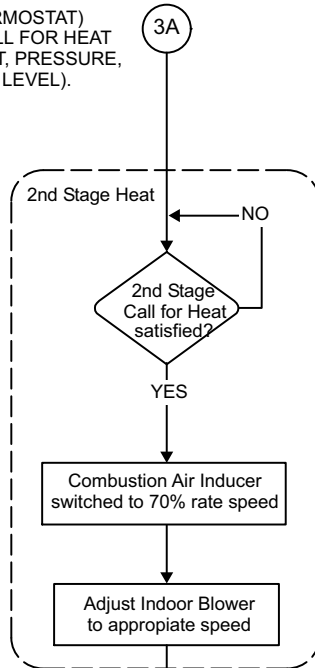 RMOSTAT)
LL FOR HEAT
T, PRESSURE,
LEVEL).
3A
2nd Stage Heat
NO
2nd Stage
Call for Heat
satisfied?
YES
Combustion Air Inducer
switched to 70% rate speed
Adjust Indoor Blower
to appropiate speed